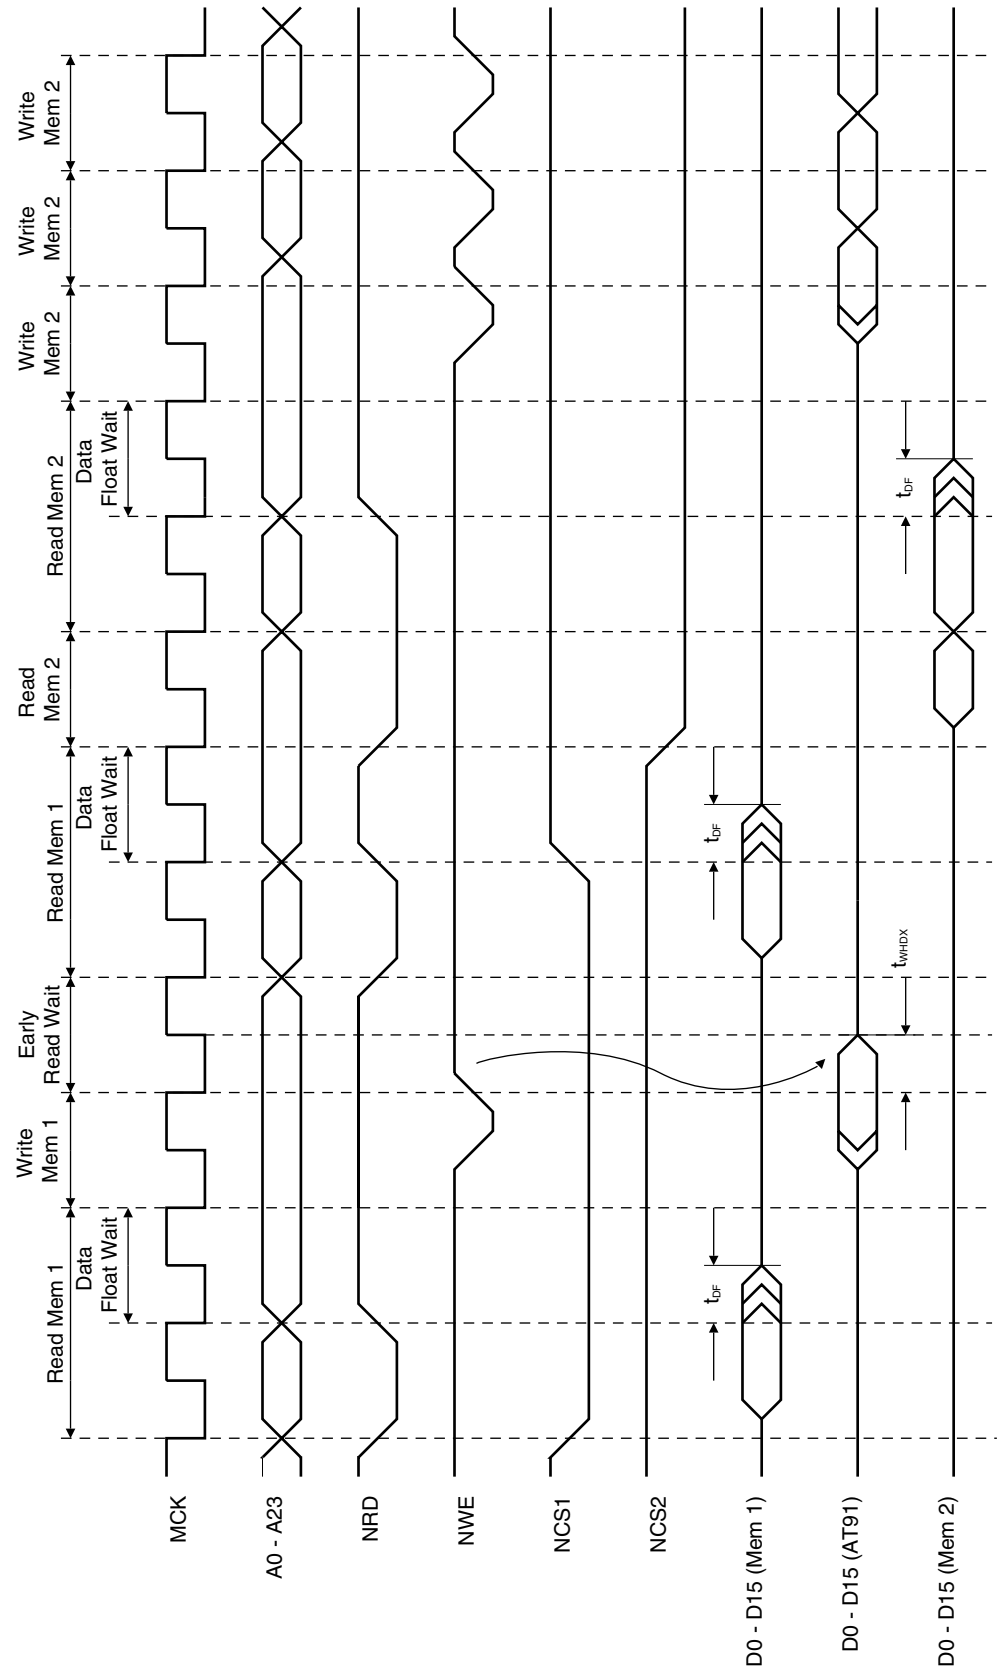 Read Mem 1
Write
Mem 1
Early
Read Wait
Read Mem 1
Read
Mem 2
Read Mem 2
Write
Mem 2
Write
Mem 2
Write
Mem 2
Data
Float Wait
Data
Float Wait
Data
Float Wait
MCK
A0 - A23
NRD
NWE
NCS1
NCS2
D0 - D15 (Mem 1)
tDF
tDF
D0 - D15 (AT91)
tWHDX
D0 - D15 (Mem 2)
tDF